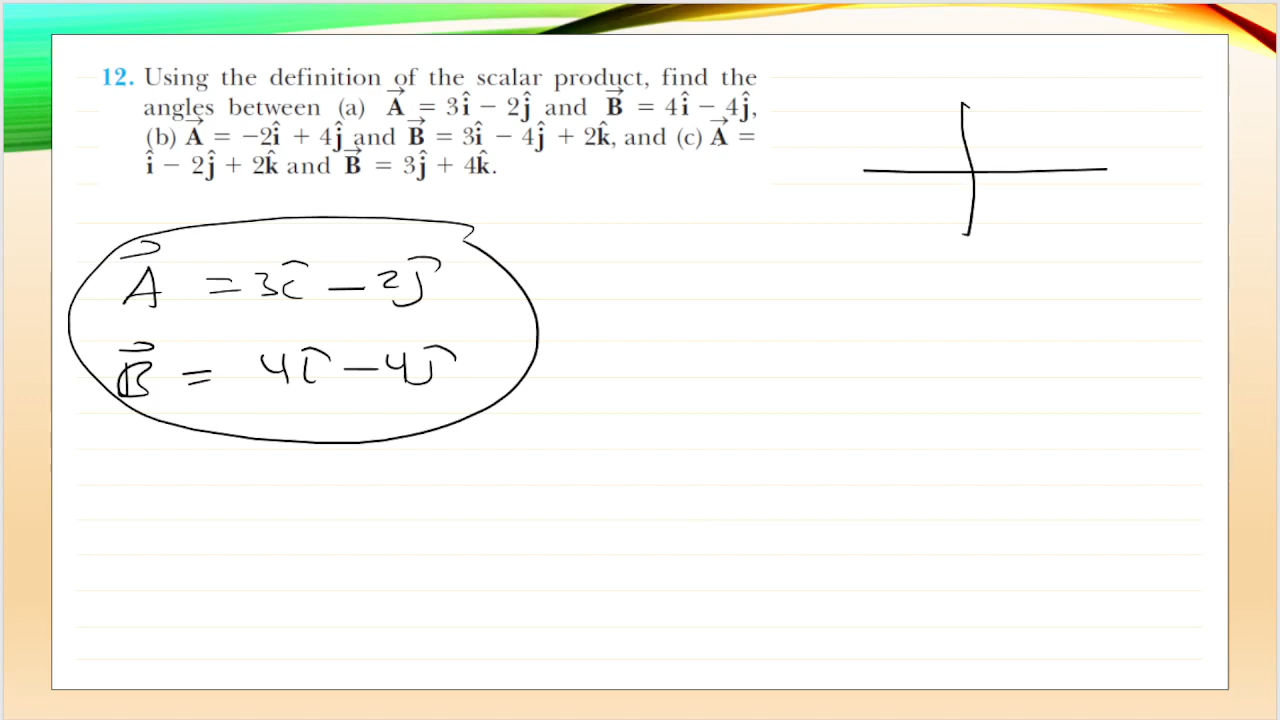 12. Using the definition of the scalar product, find the
angles between (a) A⃗ = 3î − 2ĵ and B⃗ = 4î − 4ĵ,
(b) A⃗ = −2î + 4ĵ and B⃗ = 3î − 4ĵ + 2k̂, and (c) A⃗ =
î − 2ĵ + 2k̂ and B⃗ = 3ĵ + 4k̂.
A⃗ = 3î − 2ĵ
B⃗ = 4î − 4ĵ